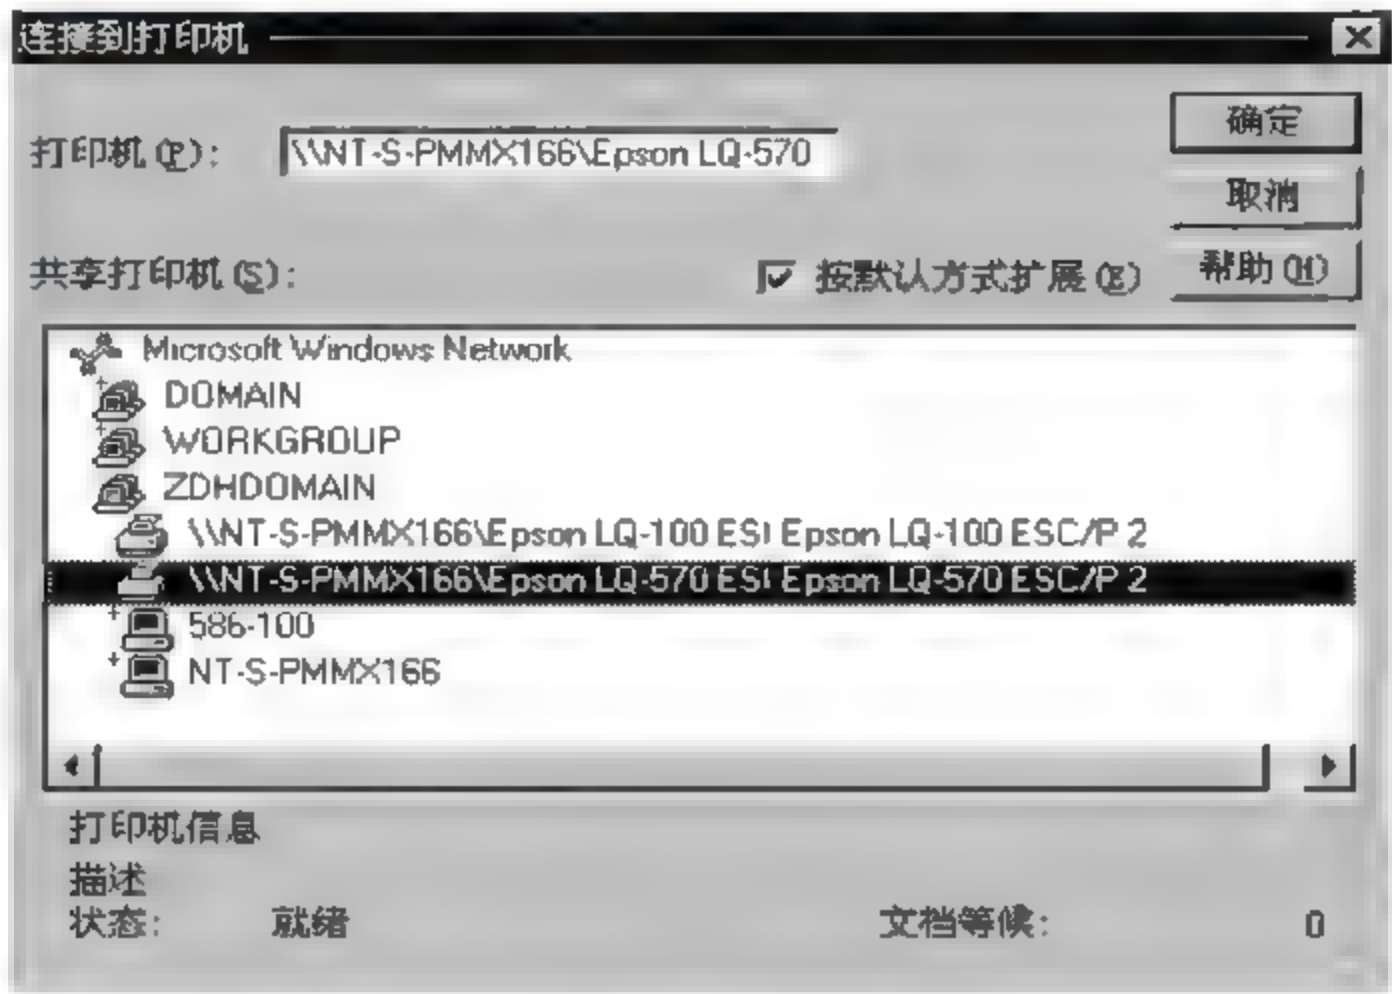 连接到打印机
打印机(P): \\NT-S-PMMX166\Epson LQ-570
确定
取消
共享打印机(S): 按默认方式扩展(E) 帮助(H)
Microsoft Windows Network
DOMAIN
WORKGROUP
ZDHDOMAIN
\\NT-S-PMMX166\Epson LQ-100 ES Epson LQ-100 ESC/P 2
\\NT-S-PMMX166\Epson LQ-570 ES Epson LQ-570 ESC/P 2
586-100
NT-S-PMMX166
打印机信息
描述
状态: 就绪 文档等候: 0